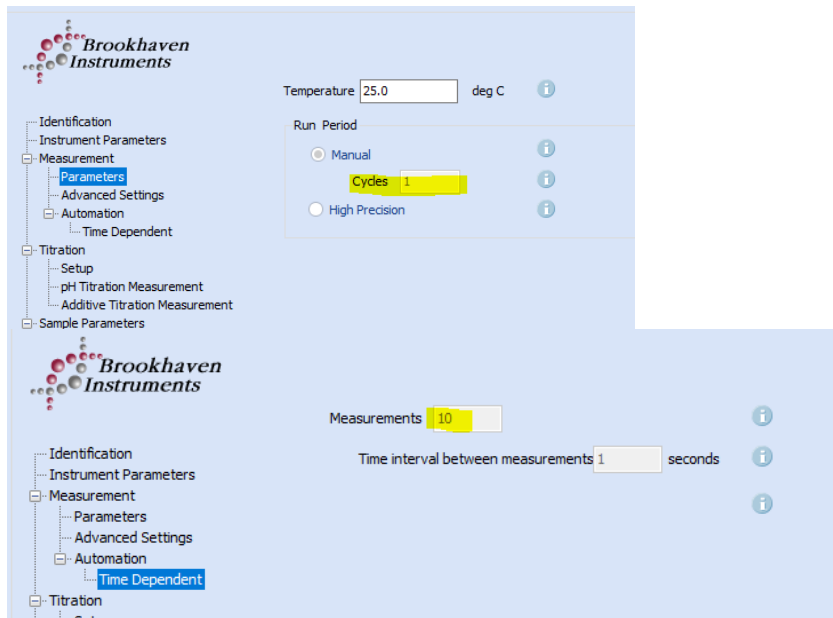 Brookhaven
Instruments
Temperature 25.0 deg C
Identification
Run Period
Instrument Parameters
Manual
Measurement
Parameters
Cycles 1
Advanced Settings
High Precision
Automation
Time Dependent
Titration
Setup
pH Titration Measurement
Additive Titration Measurement
Sample Parameters
Brookhaven
Instruments
Measurements 10
Identification
Time interval between measurements 1 seconds
Instrument Parameters
Measurement
Parameters
Advanced Settings
Automation
Time Dependent
Titration